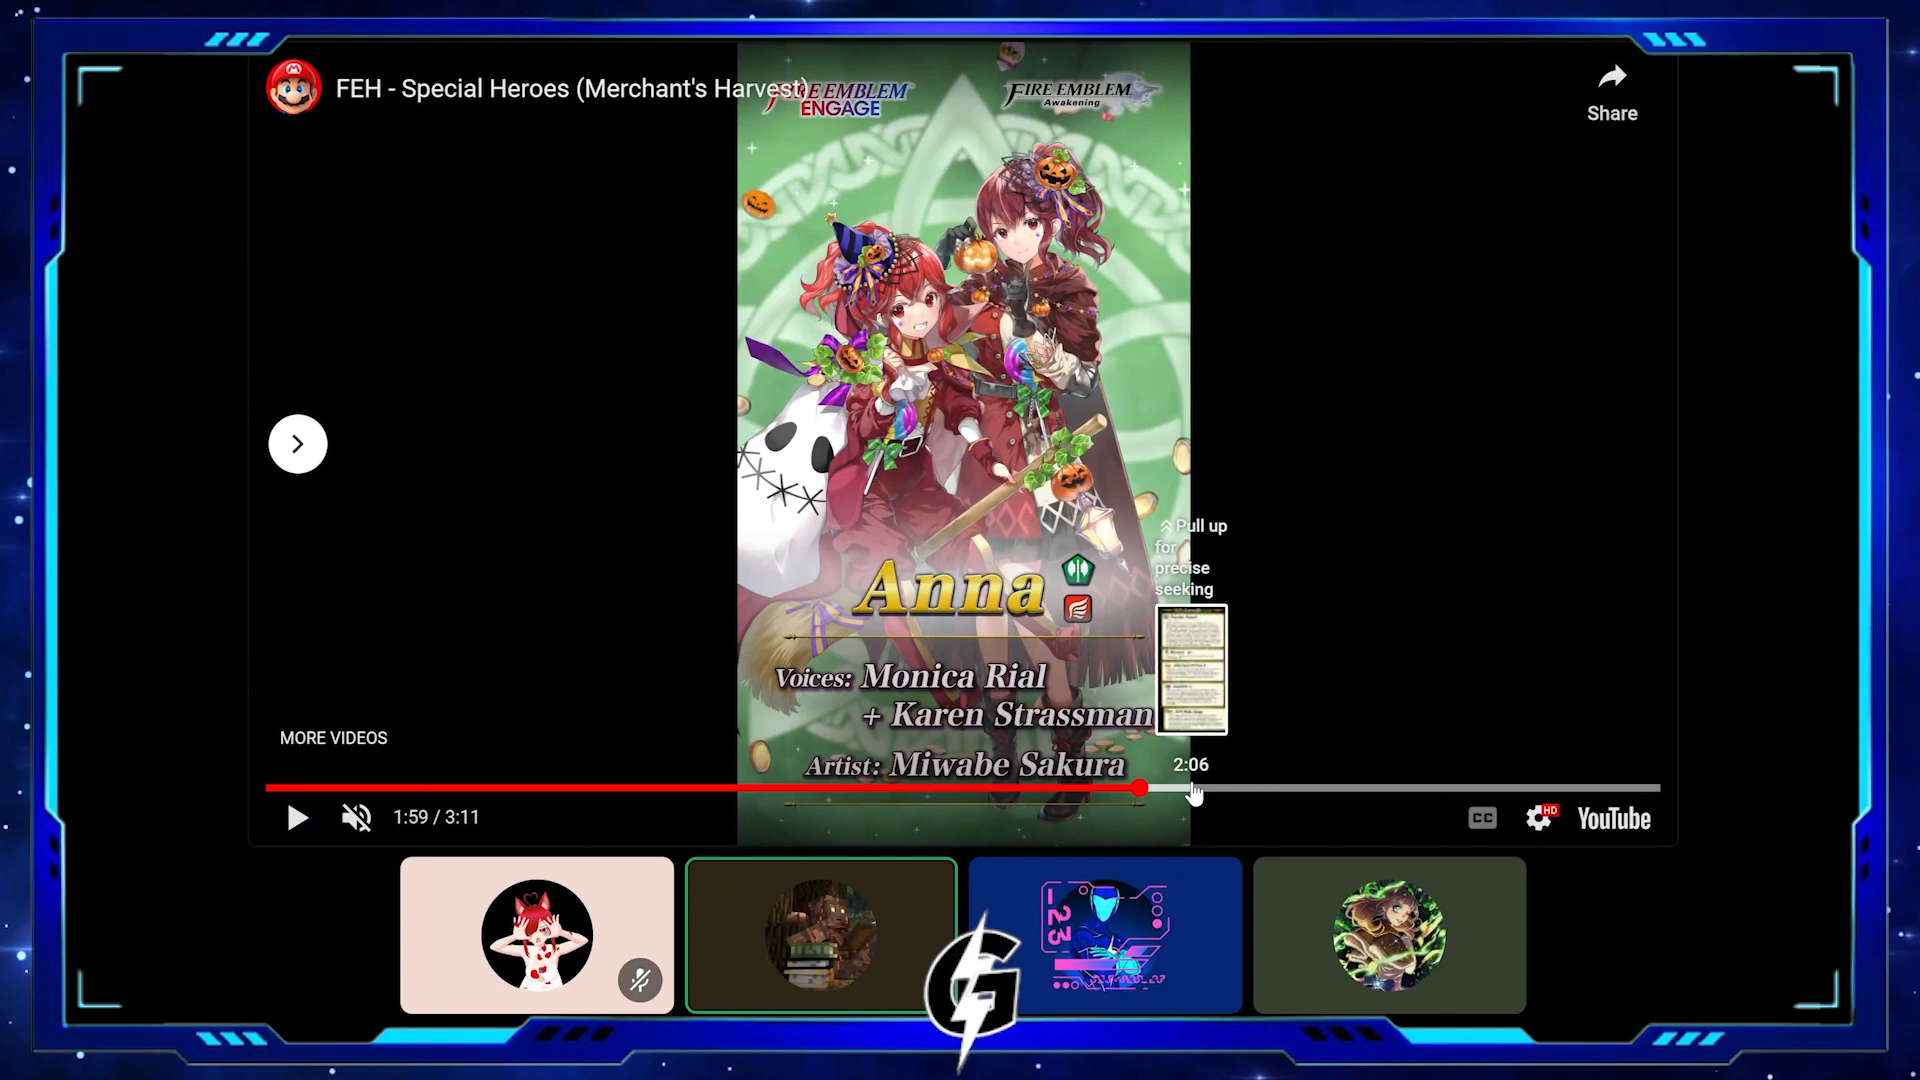 FEH - Special Heroes (Merchant's Harvest)
FIRE EMBLEM
ENGAGE
FIRE EMBLEM
Awakening
Share
Pull up
for
precise
seeking
Anna
Voices: Monica Rial
+ Karen Strassman
Artist: Miwabe Sakura
MORE VIDEOS
2:06
1:59 / 3:11
CC
HD
YouTube
123
G